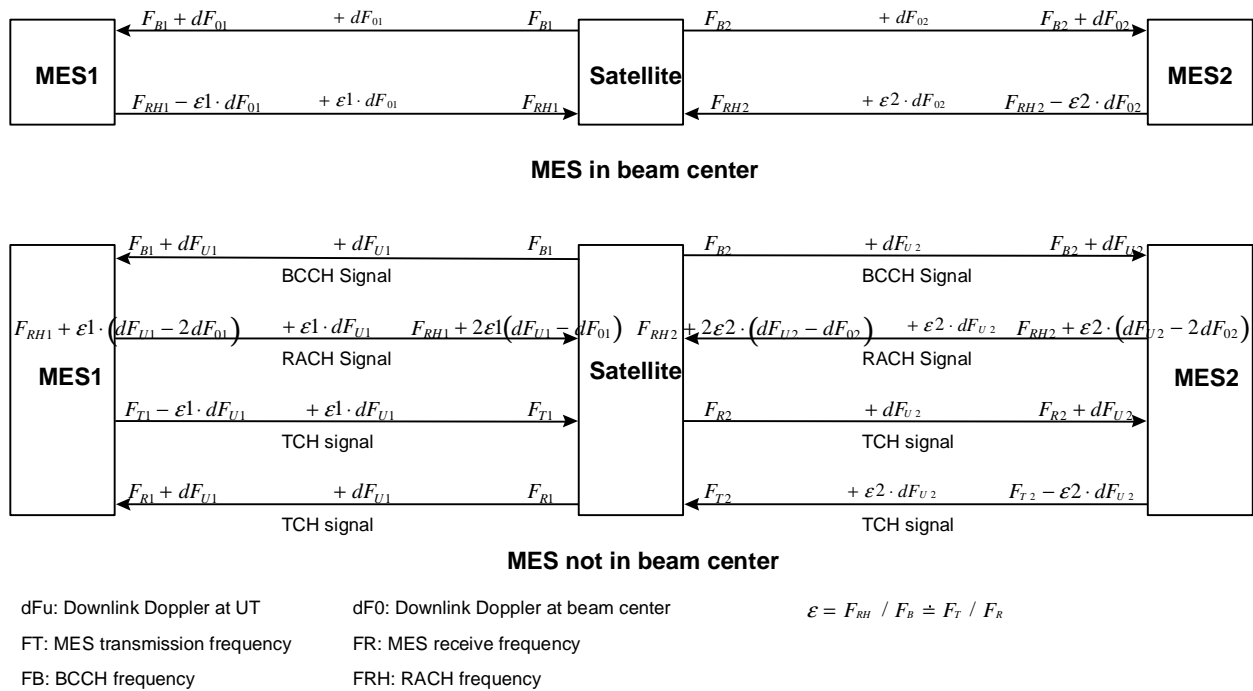 F_B1 + dF_01 + dF_01 F_B1 F_B2 + dF_02 F_B2 + dF_02
MES1 Satellite MES2
F_RH1 − ε1· dF_01 + ε1· dF_01 F_RH1 F_RH2 + ε2· dF_02 F_RH2 − ε2· dF_02
MES in beam center
F_B1 + dF_U1 + dF_U1 F_B1 F_B2 + dF_U2 F_B2 + dF_U2
BCCH Signal BCCH Signal
F_RH1 + ε1· (dF_U1 − 2dF_01) + ε1· dF_U1 F_RH1 + 2ε1(dF_U1 − dF_01) F_RH2 + 2ε2· (dF_U2 − dF_02) + ε2· dF_U2 F_RH2 + ε2· (dF_U2 − 2dF_02)
RACH Signal RACH Signal
MES1 Satellite MES2
F_T1 − ε1· dF_U1 + ε1· dF_U1 F_T1 F_R2 + dF_U2 F_R2 + dF_U2
TCH signal TCH signal
F_R1 + dF_U1 + dF_U1 F_R1 F_T2 + ε2· dF_U2 F_T2 − ε2· dF_U2
TCH signal TCH signal
MES not in beam center
dFu: Downlink Doppler at UT dF0: Downlink Doppler at beam center ε = F_RH / F_B ≐ F_T / F_R
FT: MES transmission frequency FR: MES receive frequency
FB: BCCH frequency FRH: RACH frequency